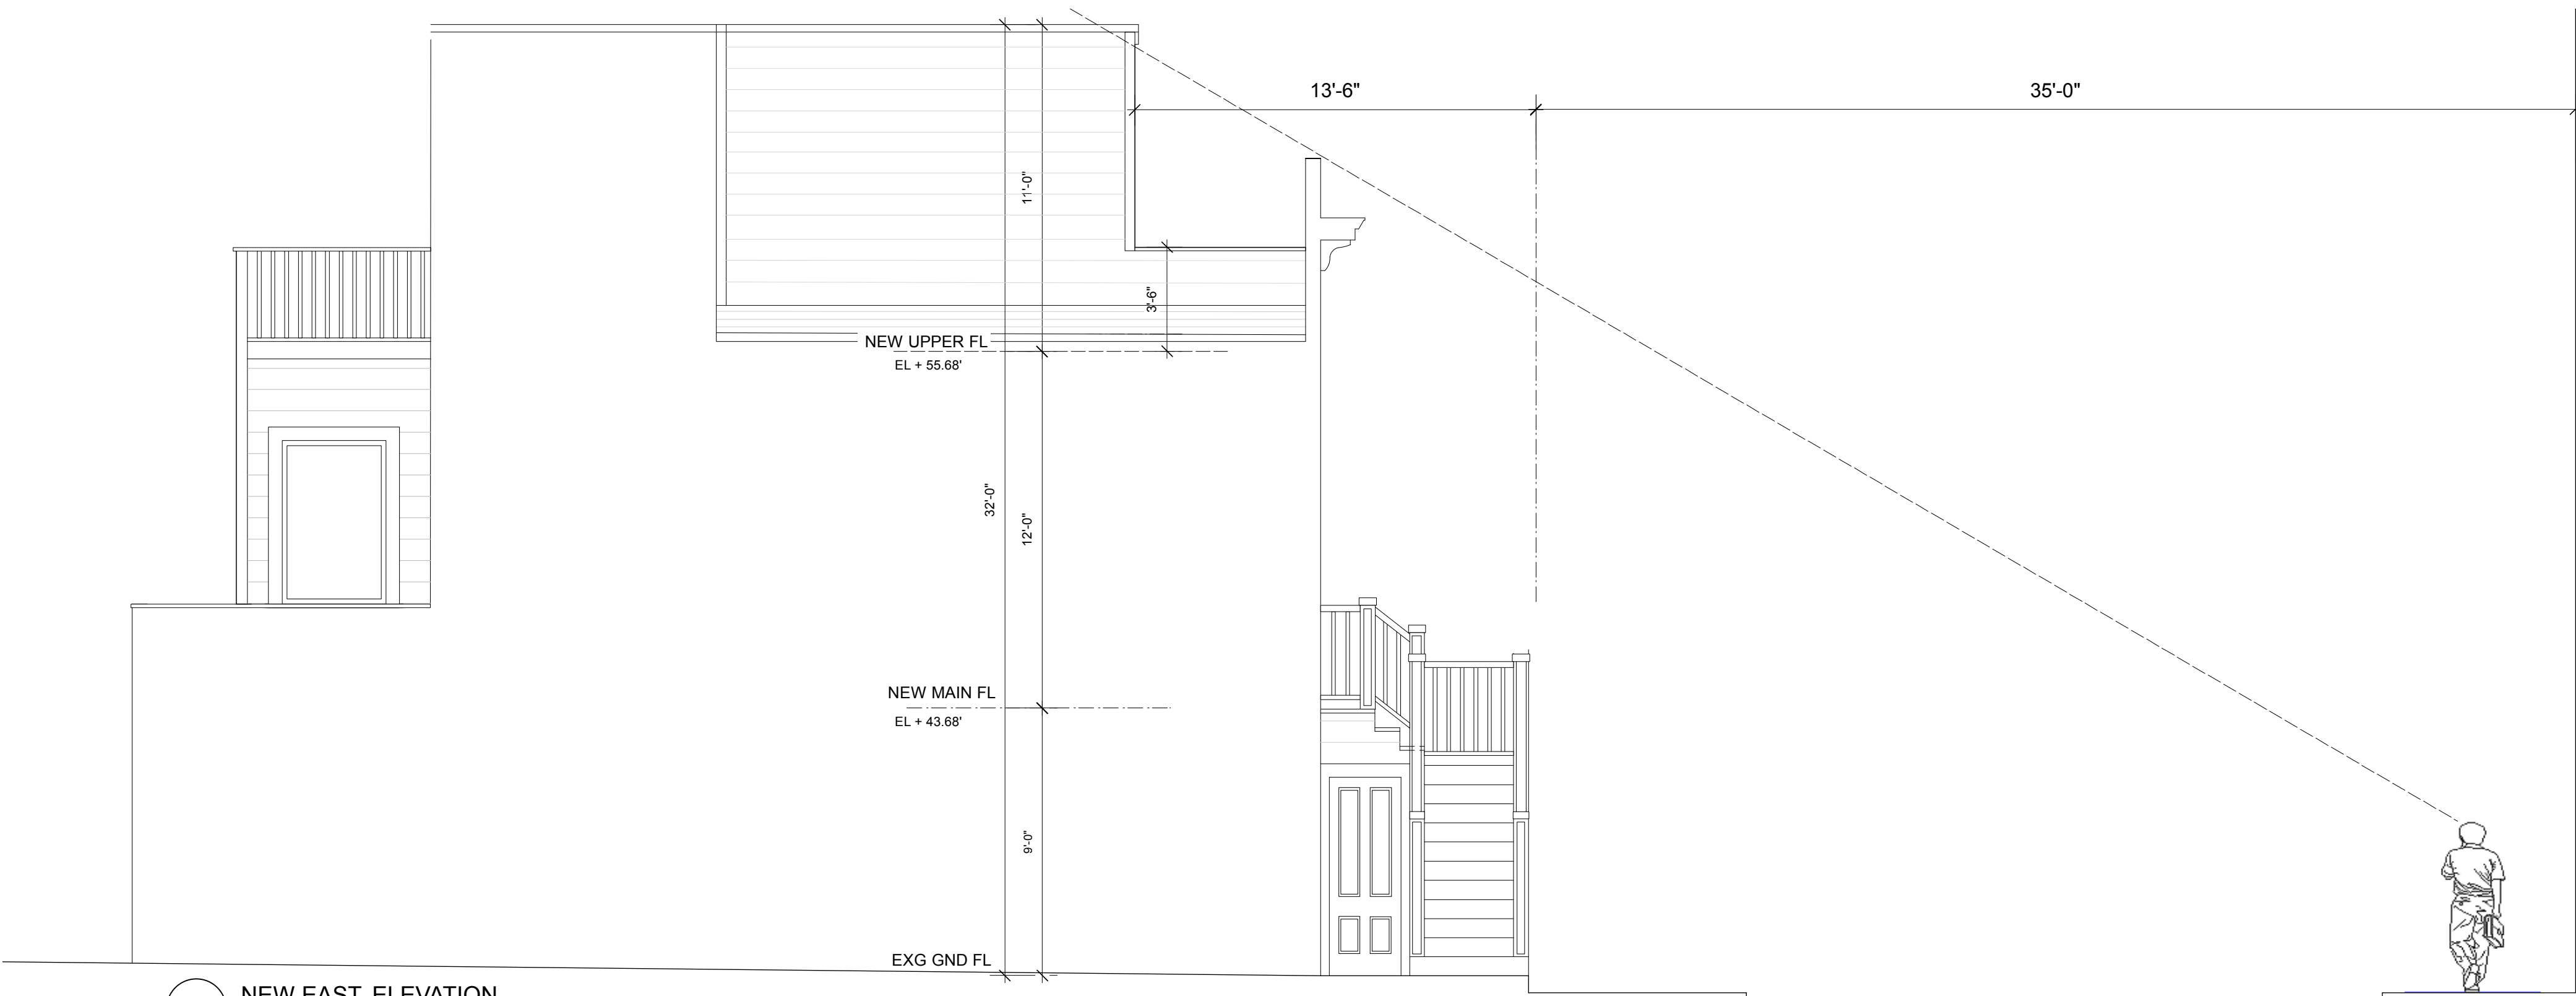 13'-6"
35'-0"
11'-0"
3'-6"
NEW UPPER FL
EL + 55.68'
32'-0"
12'-0"
NEW MAIN FL
EL + 43.68'
9'-0"
EXG GND FL
NEW EAST ELEVATION